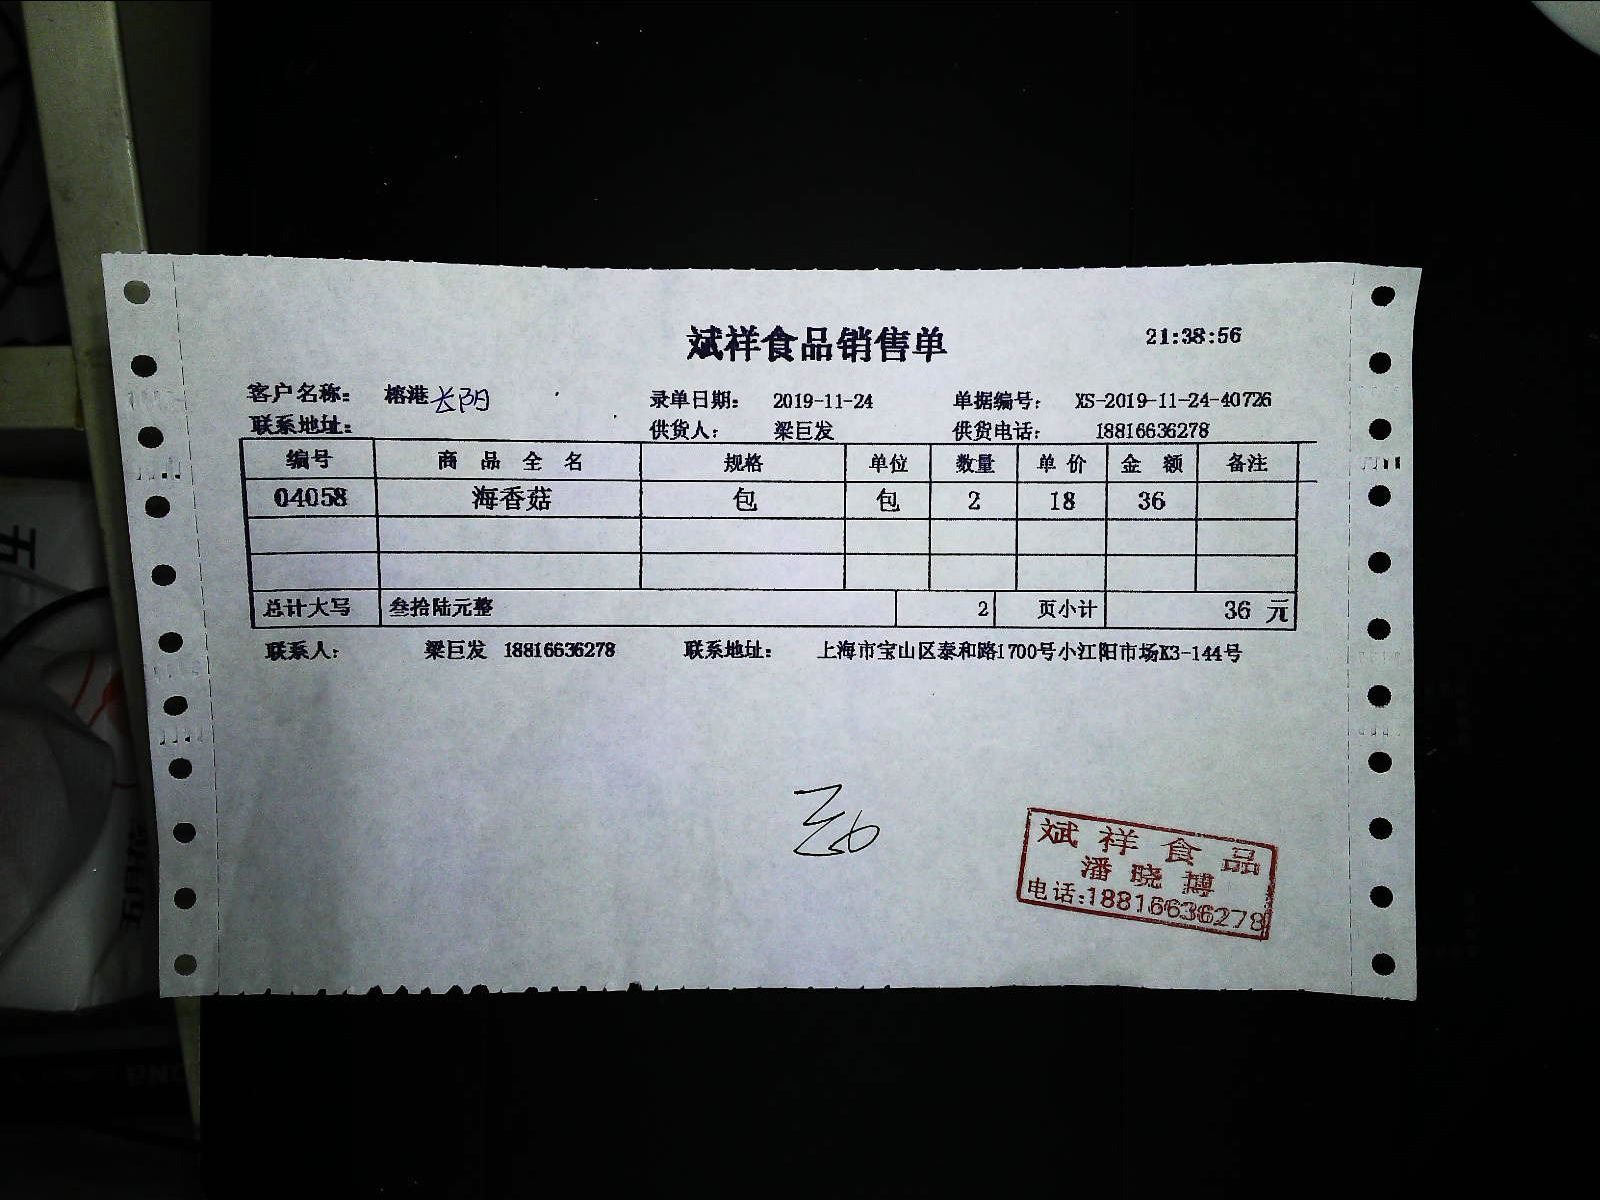 斌祥食品销售单 21:38:56
客户名称: 榕港 长阴 录单日期: 2019-11-24 单据编号: XS-2019-11-24-40726
联系地址: 供货人: 梁巨发 供货电话: 18816636278
编号 商品全名 规格 单位 数量 单价 金额 备注
04058 海香菇 包 包 2 18 36
总计大写 叁拾陆元整 2 页小计 36 元
联系人: 梁巨发 18816636278 联系地址: 上海市宝山区泰和路1700号小江阳市场K3-144号
斌祥食品
潘晓博
电话:18816636278